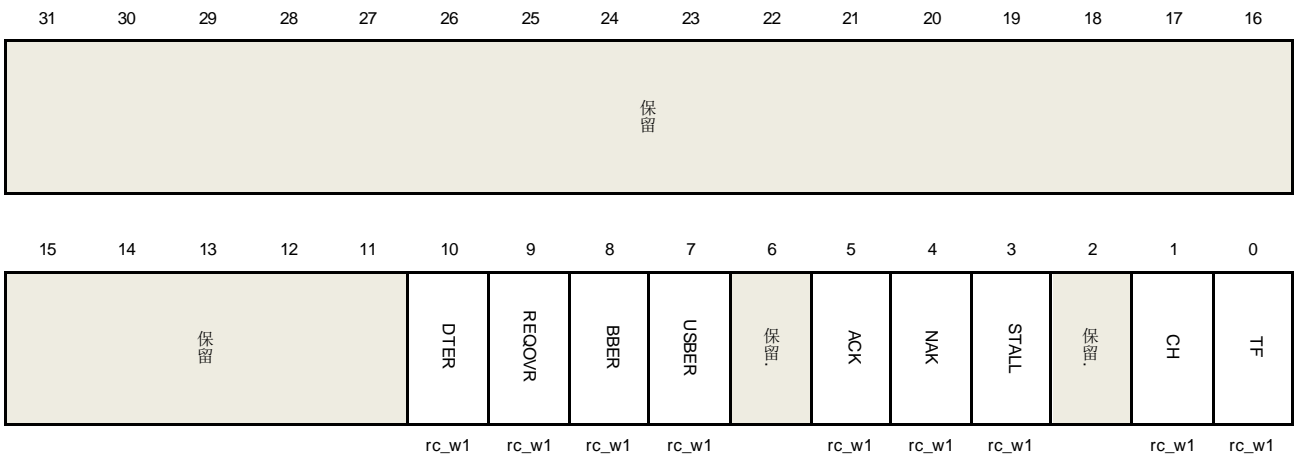 31 30 29 28 27 26 25 24 23 22 21 20 19 18 17 16
保留
15 14 13 12 11 10 9 8 7 6 5 4 3 2 1 0
保留 DTER REQOVR BBER USBER 保留. ACK NAK STALL 保留. CH TF
rc_w1 rc_w1 rc_w1 rc_w1 rc_w1 rc_w1 rc_w1 rc_w1 rc_w1